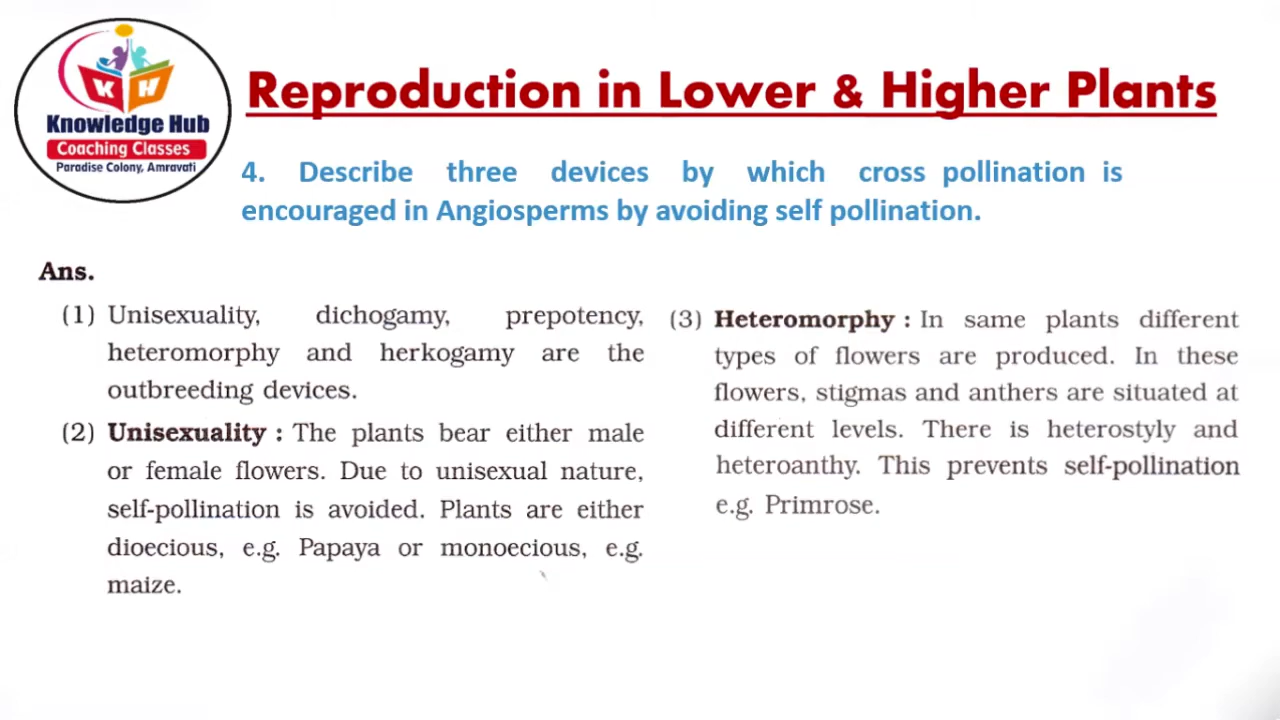 K H
Knowledge Hub
Coaching Classes
Paradise Colony, Amravati
Reproduction in Lower & Higher Plants
4. Describe three devices by which cross pollination is
encouraged in Angiosperms by avoiding self pollination.
Ans.
(1) Unisexuality, dichogamy, prepotency,
heteromorphy and herkogamy are the
outbreeding devices.
(2) Unisexuality : The plants bear either male
or female flowers. Due to unisexual nature,
self-pollination is avoided. Plants are either
dioecious, e.g. Papaya or monoecious, e.g.
maize.
(3) Heteromorphy : In same plants different
types of flowers are produced. In these
flowers, stigmas and anthers are situated at
different levels. There is heterostyly and
heteroanthy. This prevents self-pollination
e.g. Primrose.